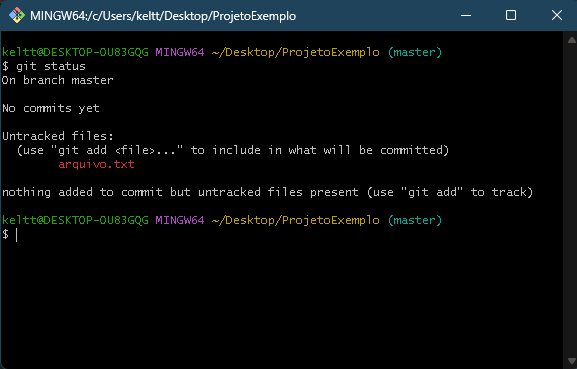 MINGW64:/c/Users/keltt/Desktop/ProjetoExemplo
keltt@DESKTOP-OU83GQG MINGW64 ~/Desktop/ProjetoExemplo (master)
$ git status
On branch master
No commits yet
Untracked files:
(use "git add <file>..." to include in what will be committed)
arquivo.txt
nothing added to commit but untracked files present (use "git add" to track)
keltt@DESKTOP-OU83GQG MINGW64 ~/Desktop/ProjetoExemplo (master)
$